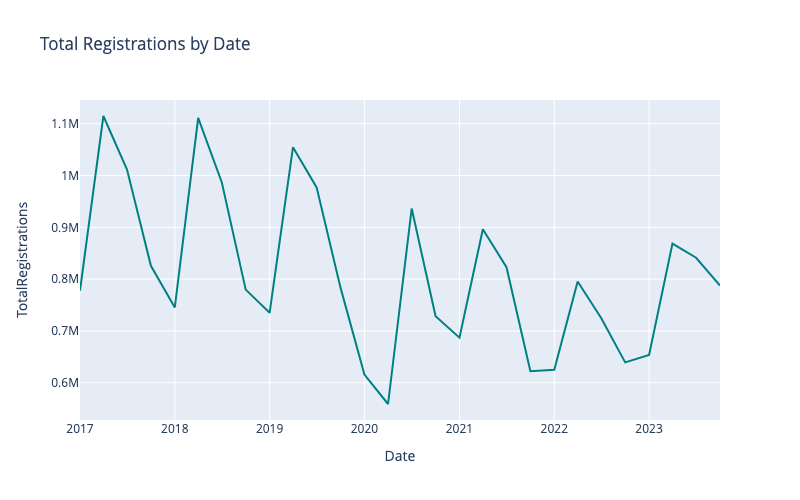 Total Registrations by Date
1.1M
1M
0.9M
0.8M
0.7M
0.6M
TotalRegistrations
2017 2018 2019 2020 2021 2022 2023
Date